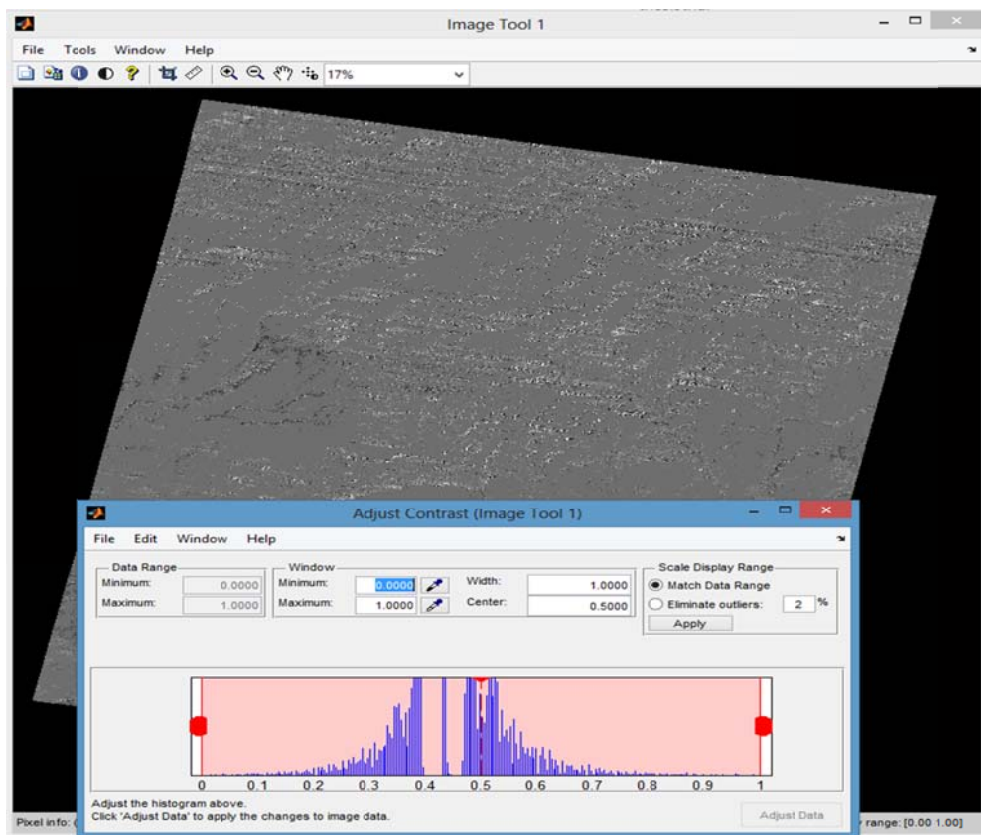 Image Tool 1
File Tools Window Help
17%
Adjust Contrast (Image Tool 1)
File Edit Window Help
Data Range Window Scale Display Range
Minimum: 0.0000 Minimum: 0.0000 Width: 1.0000 Match Data Range
Maximum: 1.0000 Maximum: 1.0000 Center: 0.5000 Eliminate outliers: 2 %
Apply
0 0.1 0.2 0.3 0.4 0.5 0.6 0.7 0.8 0.9 1
Adjust the histogram above.
Click 'Adjust Data' to apply the changes to image data. Adjust Data
Pixel info: ( range: [0.00 1.00]